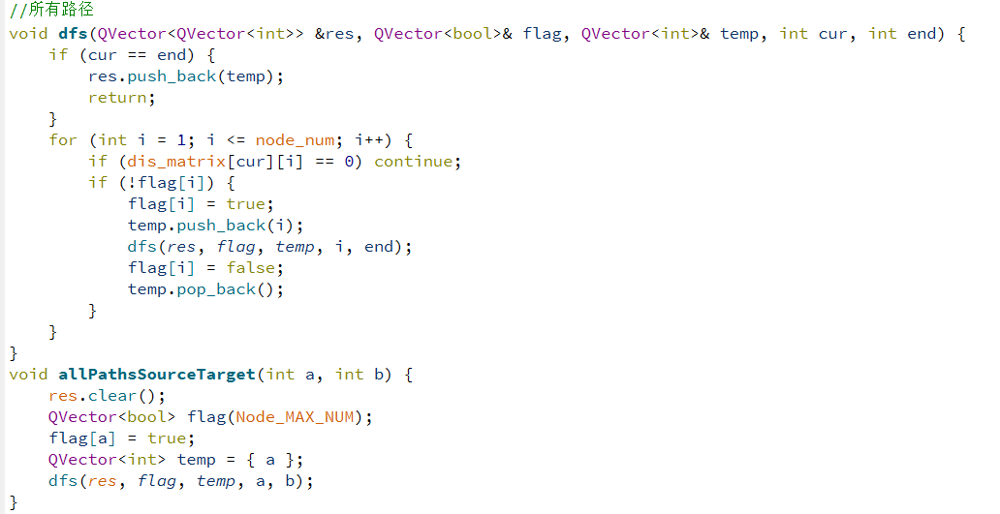 //所有路径
void dfs(QVector<QVector<int>> &res, QVector<bool>& flag, QVector<int>& temp, int cur, int end) {
    if (cur == end) {
        res.push_back(temp);
        return;
    }
    for (int i = 1; i <= node_num; i++) {
        if (dis_matrix[cur][i] == 0) continue;
        if (!flag[i]) {
            flag[i] = true;
            temp.push_back(i);
            dfs(res, flag, temp, i, end);
            flag[i] = false;
            temp.pop_back();
        }
    }
}
void allPathsSourceTarget(int a, int b) {
    res.clear();
    QVector<bool> flag(Node_MAX_NUM);
    flag[a] = true;
    QVector<int> temp = { a };
    dfs(res, flag, temp, a, b);
}